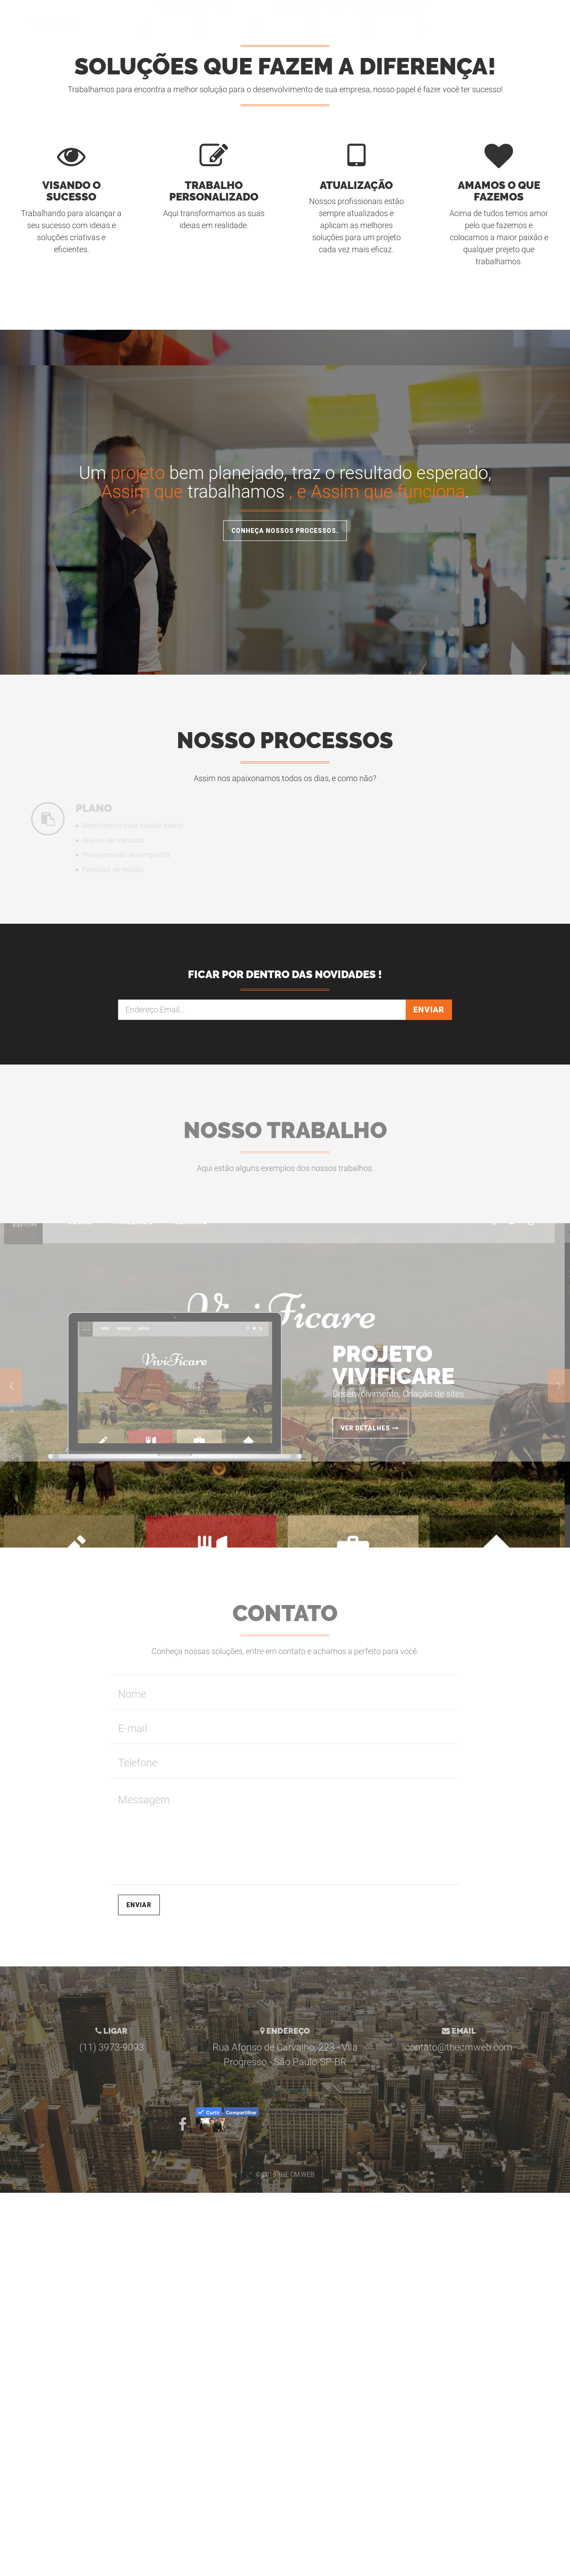 SOLUÇÕES QUE FAZEM A DIFERENÇA!
Trabalhamos para encontra a melhor solução para o desenvolvimento de sua empresa, nosso papel é fazer você ter sucesso!
VISANDO O
SUCESSO
Trabalhando para alcançar a
seu sucesso com ideias e
soluções criativas e
eficientes.
TRABALHO
PERSONALIZADO
Aqui transformamos as suas
ideias em realidade.
ATUALIZAÇÃO
Nossos profissionais estão
sempre atualizados e
aplicam as melhores
soluções para um projeto
cada vez mais eficaz.
AMAMOS O QUE
FAZEMOS
Acima de tudos temos amor
pelo que fazemos e
colocamos a maior paixão e
qualquer prejeto que
trabalhamos.
Um projeto bem planejado, traz o resultado esperado,
Assim que trabalhamos , e Assim que funciona.
CONHEÇA NOSSOS PROCESSOS.
NOSSO PROCESSOS
Assim nos apaixonamos todos os dias, e como não?
PLANO
Atendimento para captar dados
Analise de mercado
Planejamento de campanha
Pesquisa de midias
FICAR POR DENTRO DAS NOVIDADES !
Endereço Email...
ENVIAR
NOSSO TRABALHO
Aqui estão alguns exemplos dos nossos trabalhos.
ViviFicare
ViviFicare
PROJETO
VIVIFICARE
Desenvolvimento, Criação de sites
VER DETALHES
CONTATO
Conheça nossas soluções, entre em contato e achamos a perfeito para você.
Nome
E-mail
Telefone
Messagem
ENVIAR
LIGAR
(11) 3973-9093
ENDEREÇO
Rua Afonso de Carvalho, 223 - Vila
Progresso - São Paulo-SP-BR
EMAIL
contato@thecmweb.com
Curtir
Compartilhar
THE CM WEB